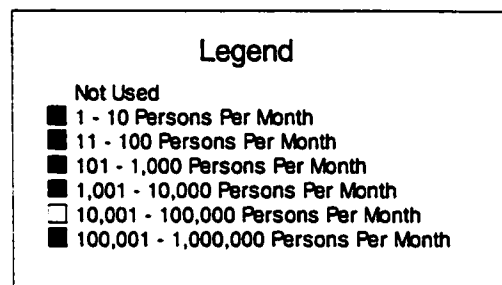 Legend
Not Used
1 - 10 Persons Per Month
11 - 100 Persons Per Month
101 - 1,000 Persons Per Month
1,001 - 10,000 Persons Per Month
10,001 - 100,000 Persons Per Month
100,001 - 1,000,000 Persons Per Month